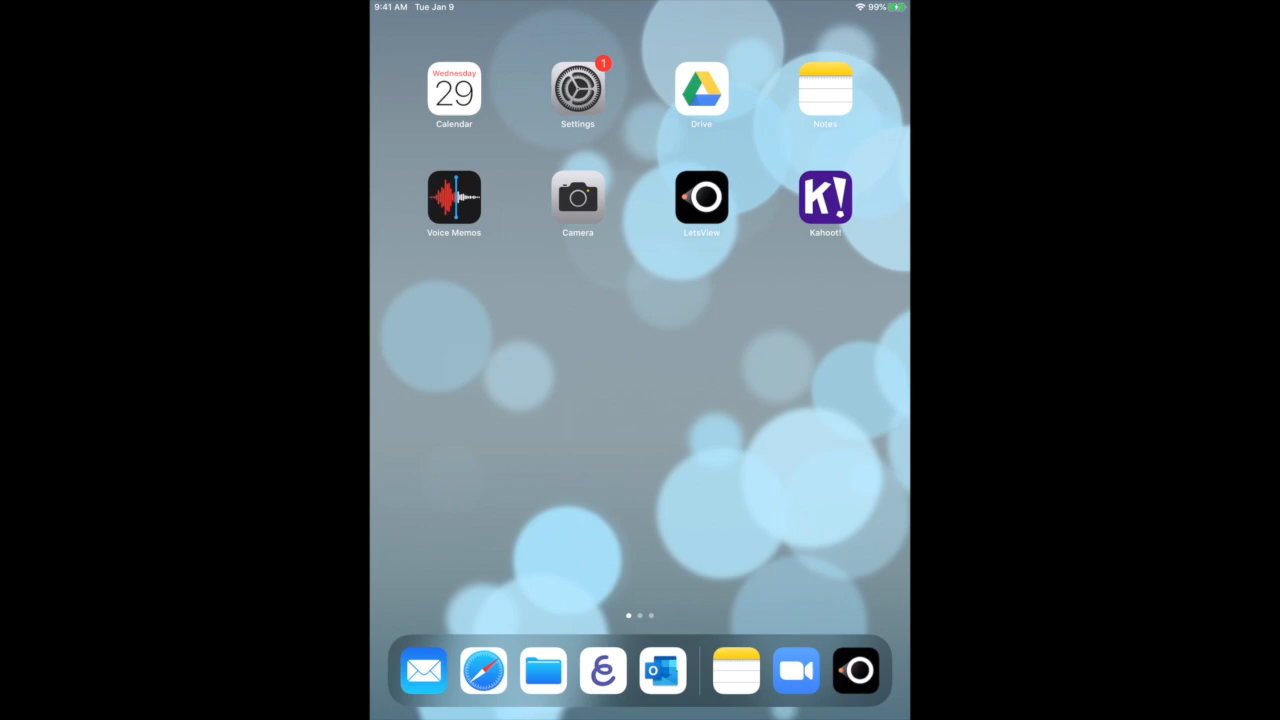 9:41 AM Tue Jan 9 99%
Wednesday 1
29
Calendar Settings Drive Notes
K!
Voice Memos Camera LetsView Kahoot!
O